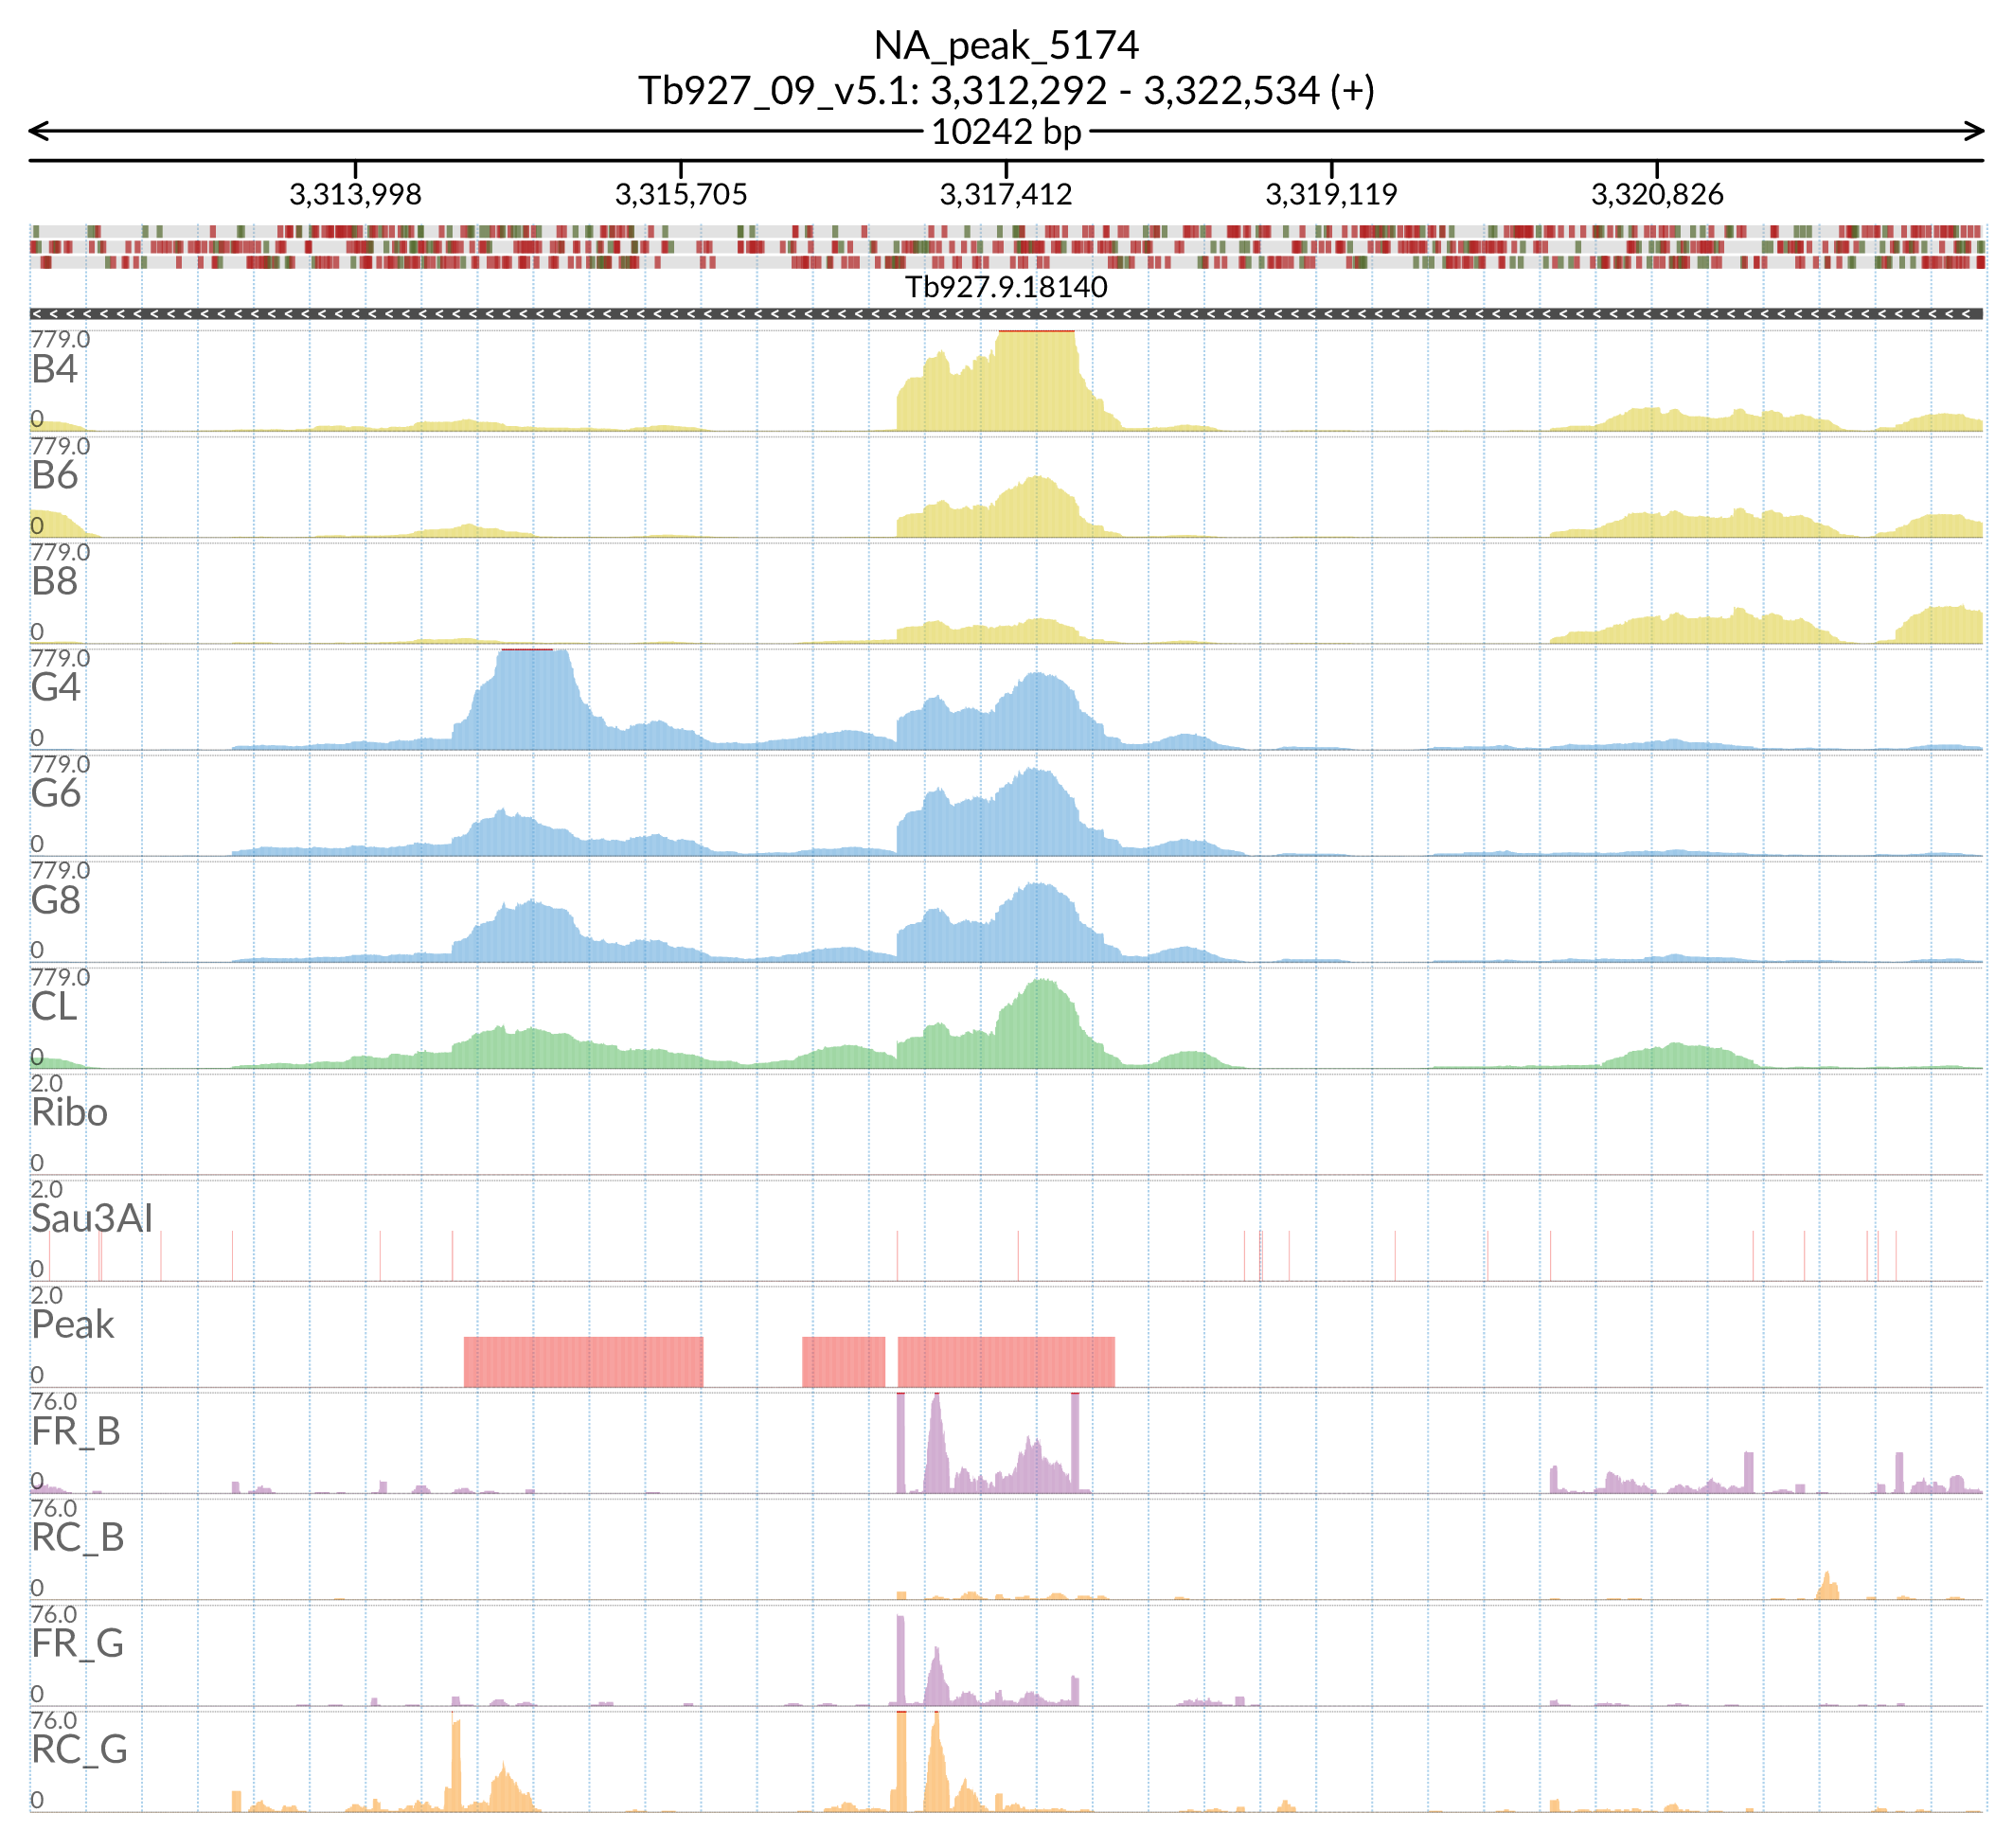 NA_peak_5174
Tb927_09_v5.1: 3,312,292 - 3,322,534 (+)
10242 bp
3,313,998 3,315,705 3,317,412 3,319,119 3,320,826
Tb927.9.18140
779.0
B4
0
779.0
B6
0
779.0
B8
0
779.0
G4
0
779.0
G6
0
779.0
G8
0
779.0
CL
0
2.0
Ribo
0
2.0
Sau3AI
0
2.0
Peak
0
76.0
FR_B
0
76.0
RC_B
0
76.0
FR_G
0
76.0
RC_G
0